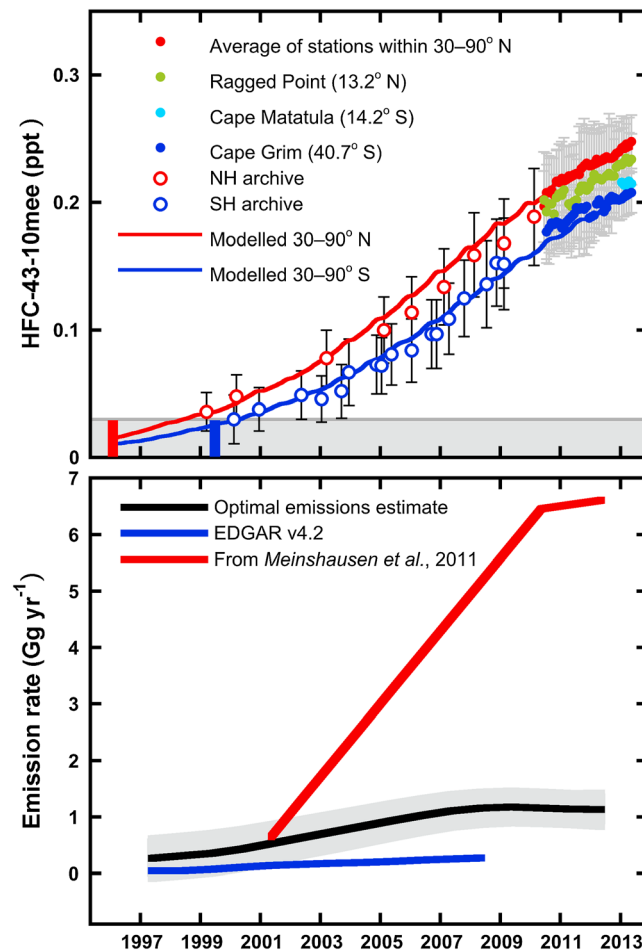 Average of stations within 30–90° N
Ragged Point (13.2° N)
Cape Matatula (14.2° S)
Cape Grim (40.7° S)
NH archive
SH archive
Modelled 30–90° N
Modelled 30–90° S
HFC-43-10mee (ppt)
0.3
0.2
0.1
0
Optimal emissions estimate
EDGAR v4.2
From Meinshausen et al., 2011
Emission rate (Gg yr⁻¹)
7
6
5
4
3
2
1
0
1997 1999 2001 2003 2005 2007 2009 2011 2013